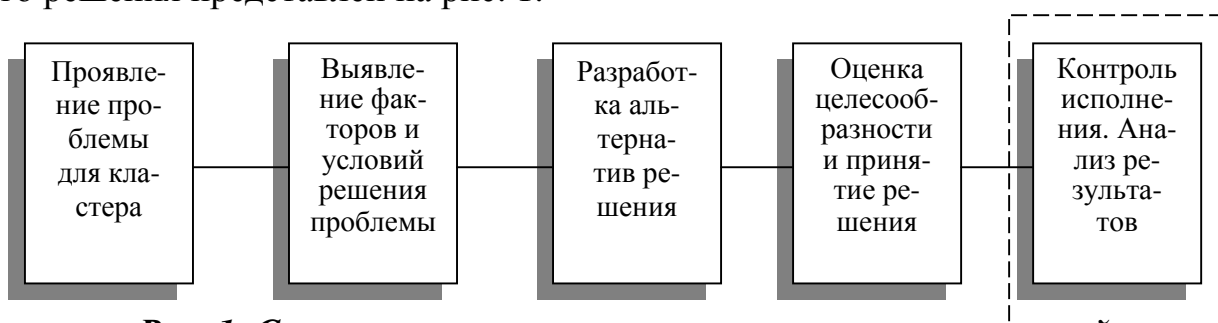 го решения представлен на рис. 1.
Проявле-
ние про-
блемы
для кла-
стера
Выявле-
ние фак-
торов и
условий
решения
проблемы
Разработ-
ка аль-
терна-
тив ре-
шения
Оценка
целесооб-
разности
и приня-
тие ре-
шения
Контроль
исполне-
ния. Ана-
лиз ре-
зульта-
тов
Рис. 1. С